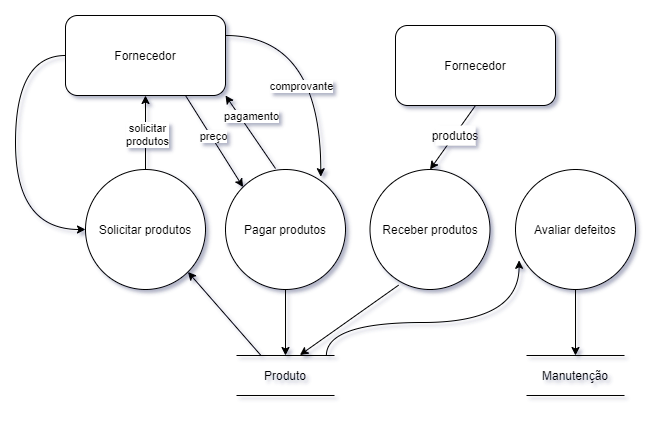 Fornecedor
Fornecedor
comprovante
pagamento
solicitar
produtos
preço
produtos
Solicitar produtos
Pagar produtos
Receber produtos
Avaliar defeitos
Produto
Manutenção